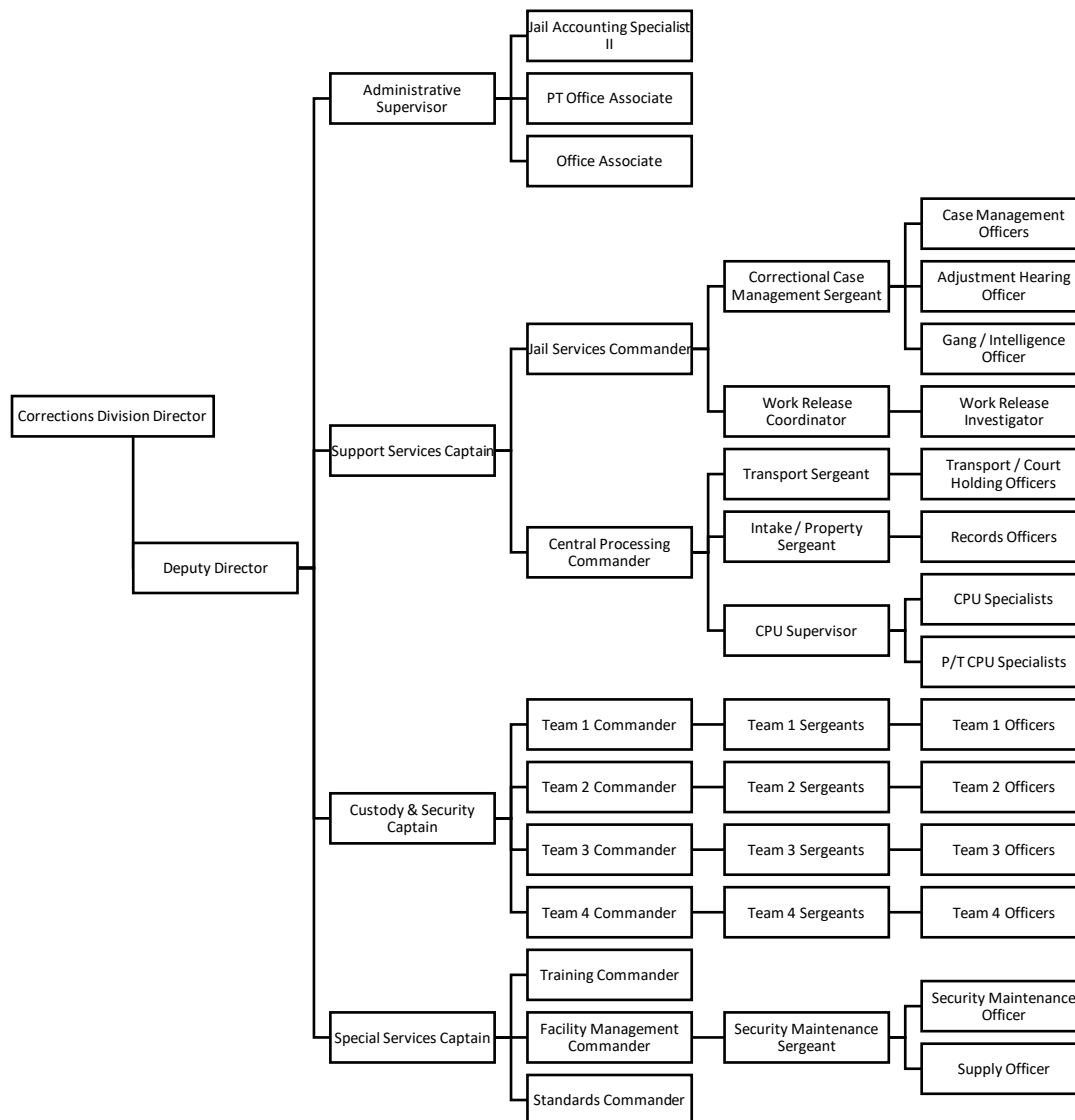 Jail Accounting Specialist
II
Administrative
Supervisor
PT Office Associate
Office Associate
Case Management
Officers
Correctional Case
Management Sergeant
Adjustment Hearing
Officer
Jail Services Commander
Gang / Intelligence
Officer
Corrections Division Director
Work Release
Coordinator
Work Release
Investigator
Support Services Captain
Transport Sergeant
Transport / Court
Holding Officers
Central Processing
Commander
Intake / Property
Sergeant
Records Officers
Deputy Director
CPU Specialists
CPU Supervisor
P/T CPU Specialists
Team 1 Commander
Team 1 Sergeants
Team 1 Officers
Team 2 Commander
Team 2 Sergeants
Team 2 Officers
Custody & Security
Captain
Team 3 Commander
Team 3 Sergeants
Team 3 Officers
Team 4 Commander
Team 4 Sergeants
Team 4 Officers
Training Commander
Special Services Captain
Facility Management
Commander
Security Maintenance
Sergeant
Security Maintenance
Officer
Supply Officer
Standards Commander